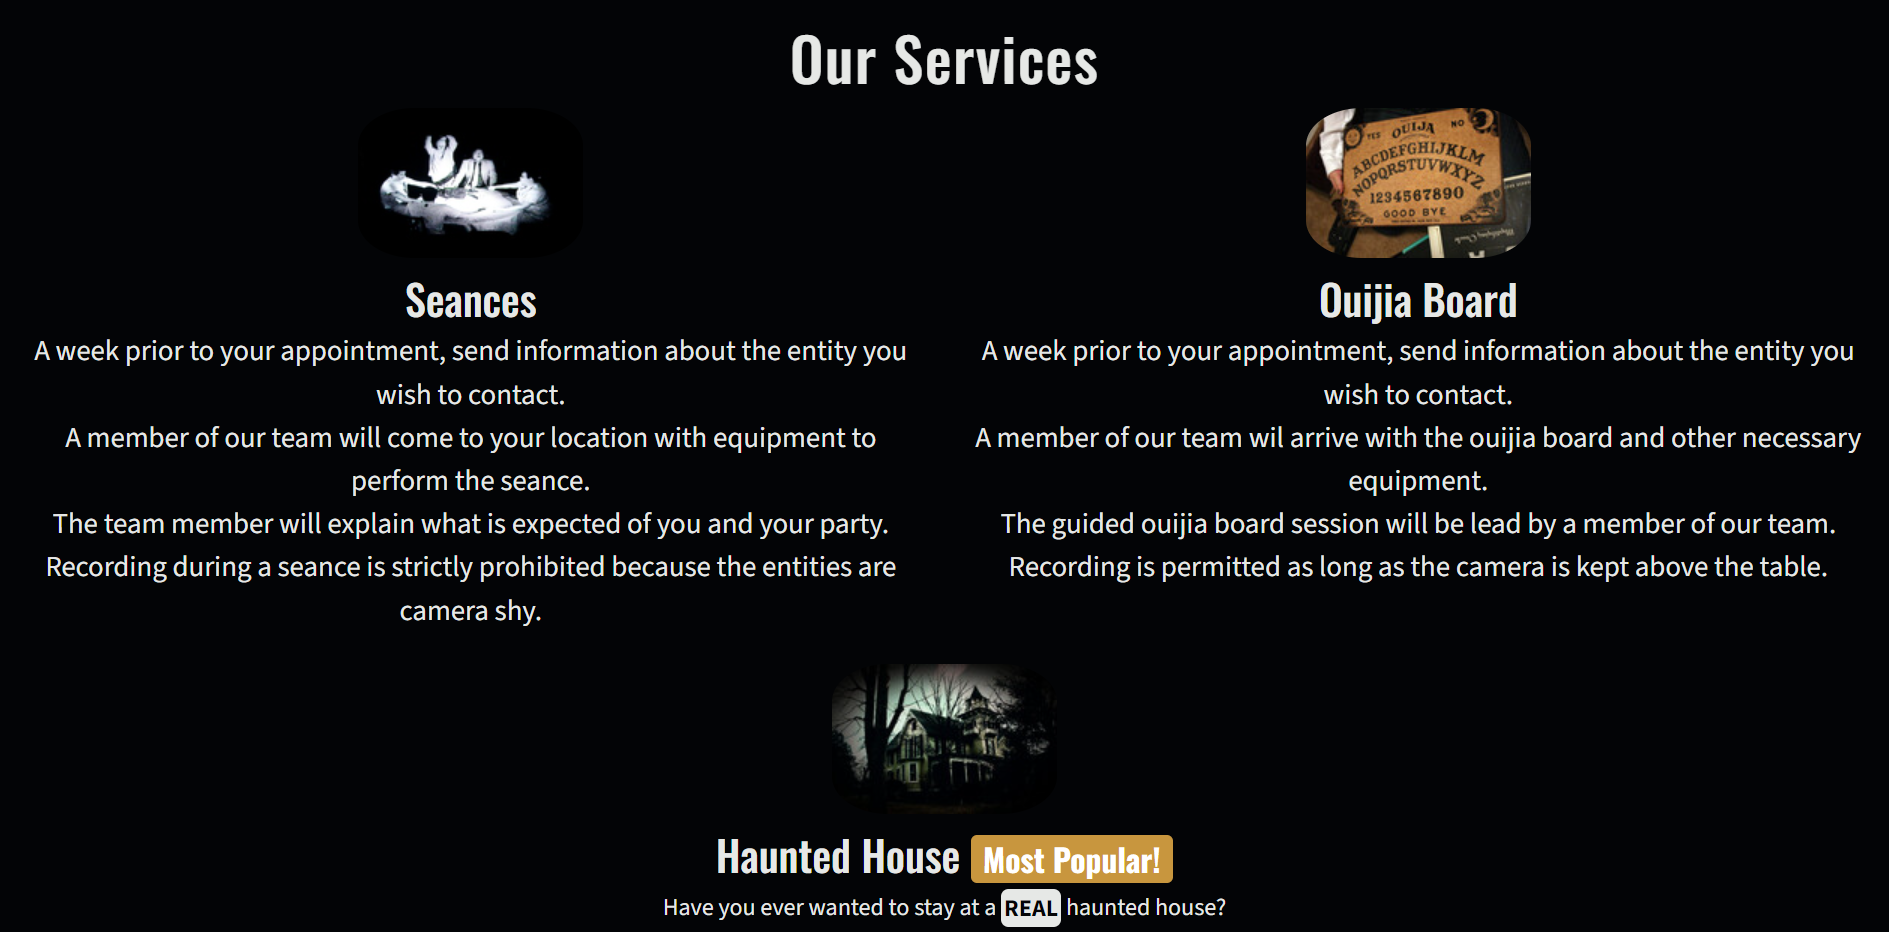 Our Services
YES OUIJA NO
ABCDEFGHIJKLM
NOPQRSTUVWXYZ
1234567890
GOOD BYE
Seances
A week prior to your appointment, send information about the entity you
wish to contact.
A member of our team will come to your location with equipment to
perform the seance.
The team member will explain what is expected of you and your party.
Recording during a seance is strictly prohibited because the entities are
camera shy.
Ouijia Board
A week prior to your appointment, send information about the entity you
wish to contact.
A member of our team wil arrive with the ouijia board and other necessary
equipment.
The guided ouijia board session will be lead by a member of our team.
Recording is permitted as long as the camera is kept above the table.
Haunted House Most Popular!
Have you ever wanted to stay at a REAL haunted house?